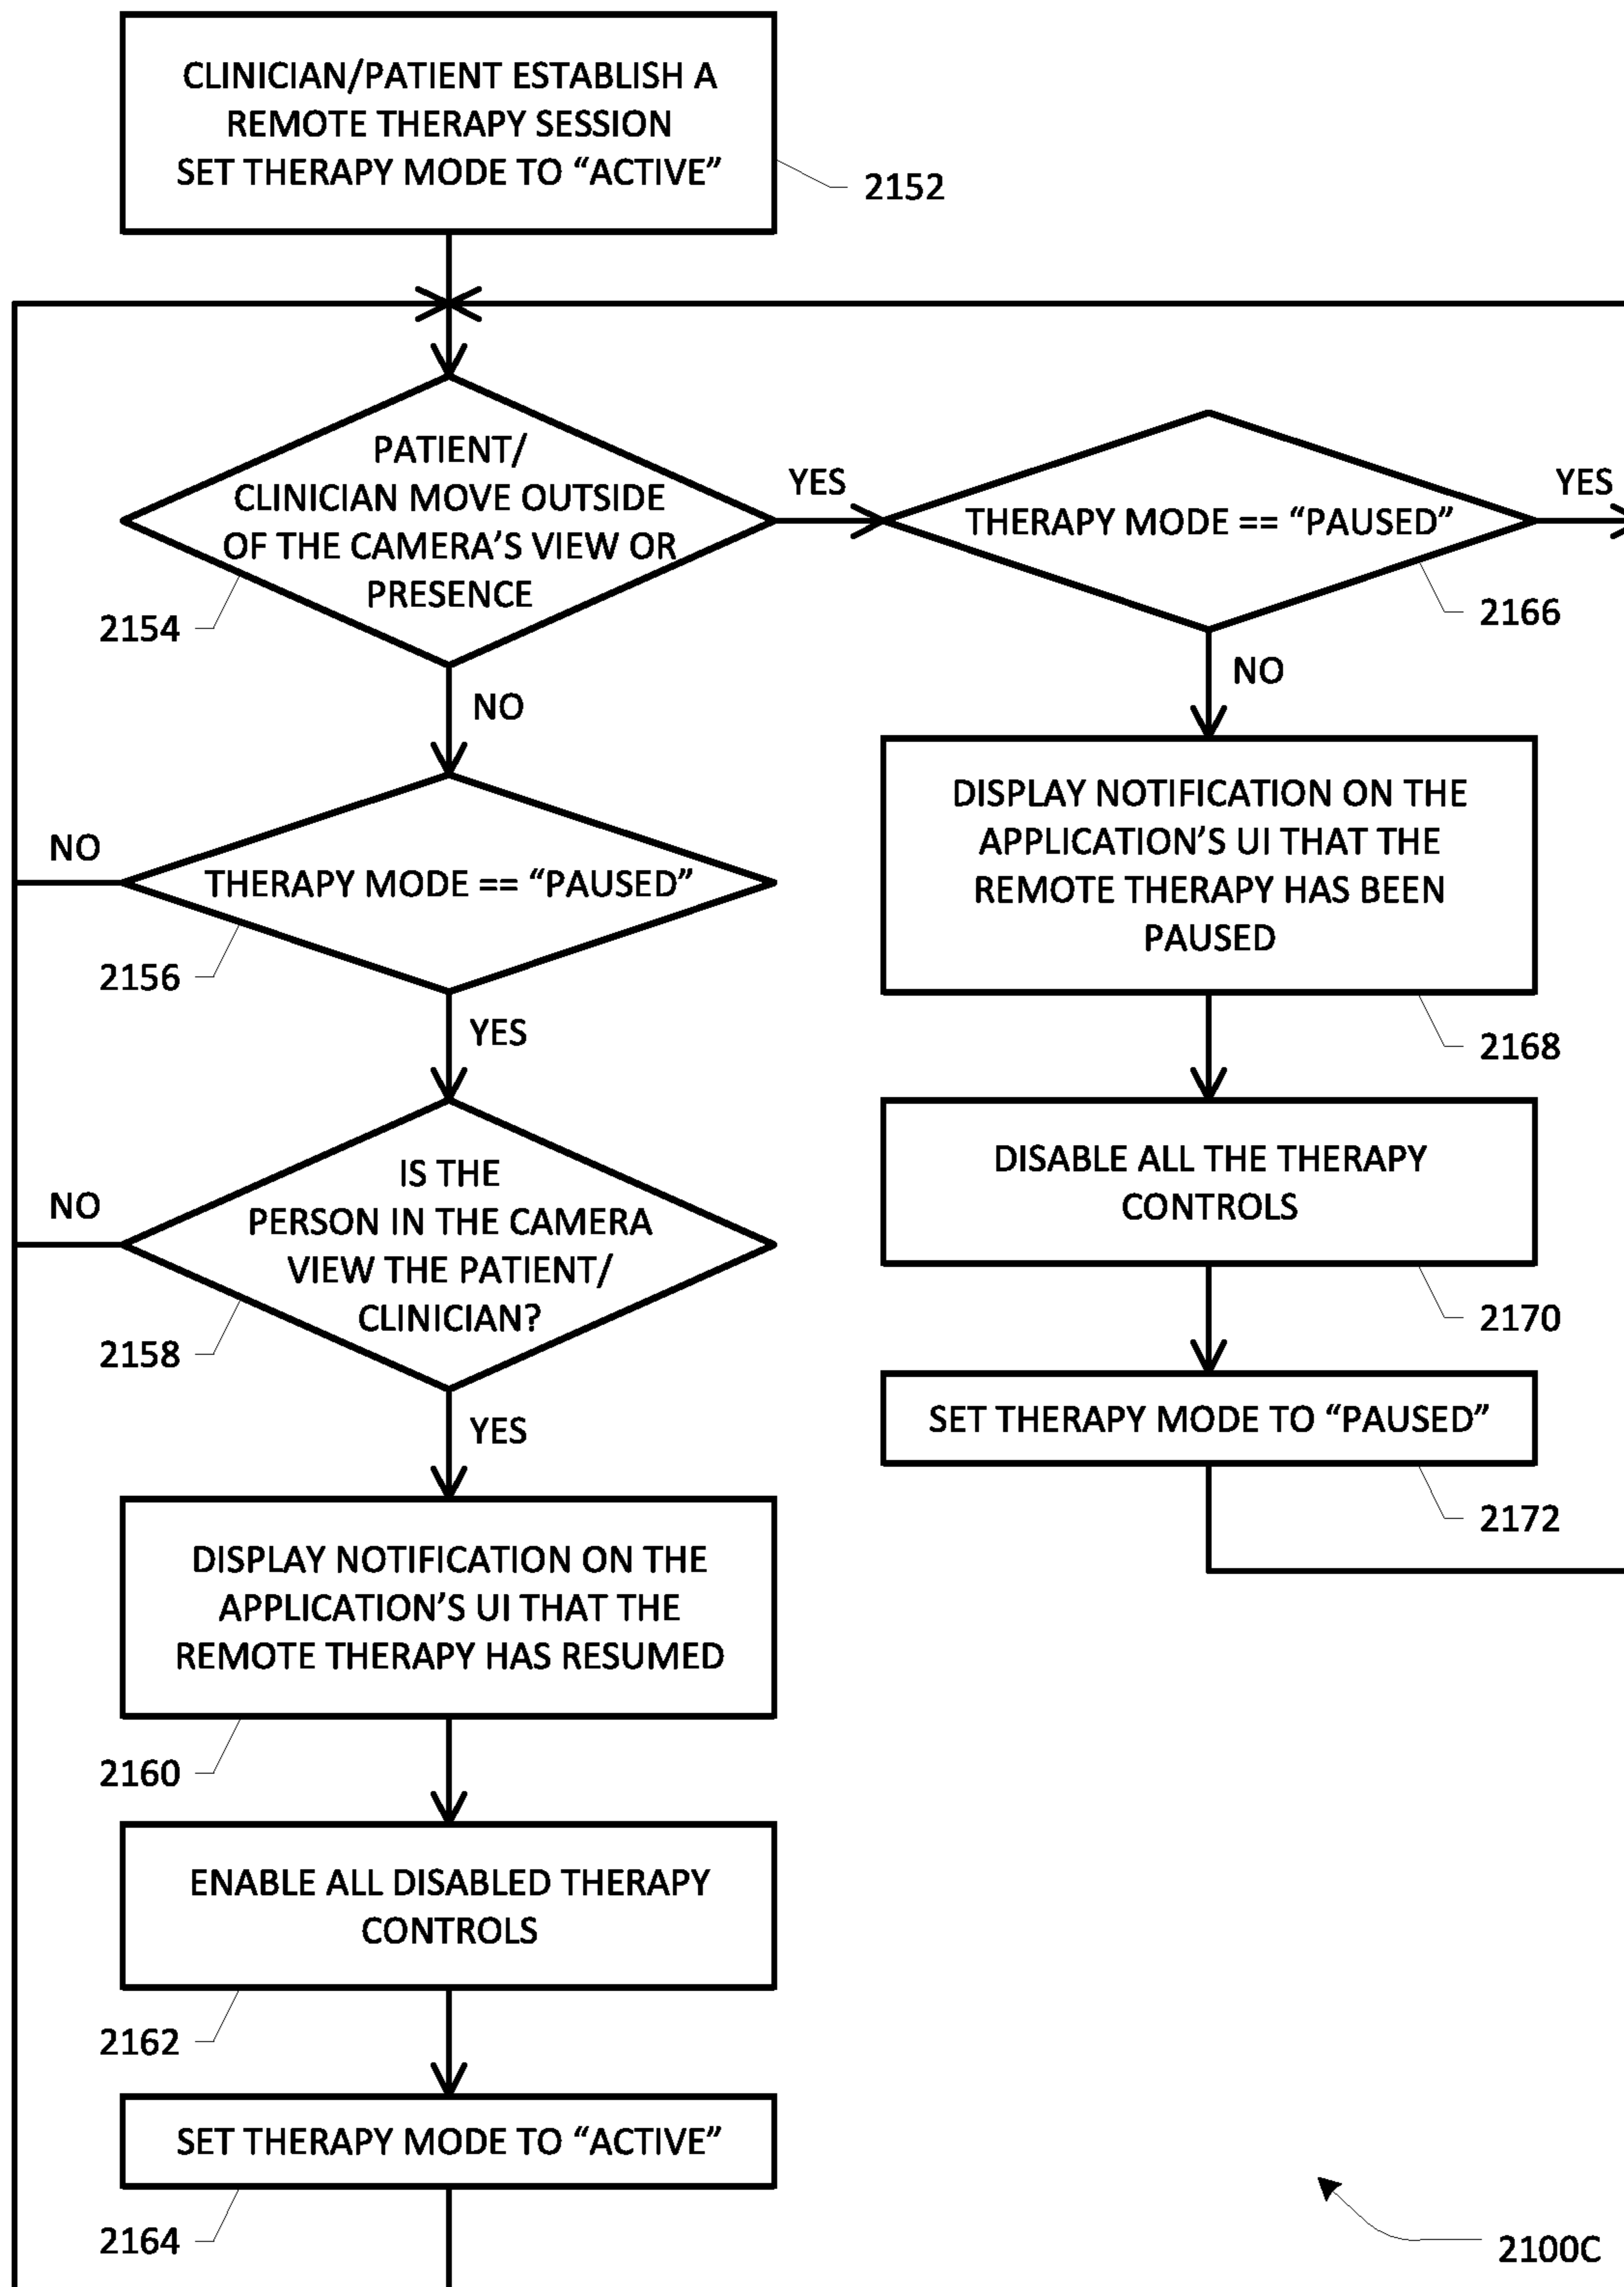 CLINICIAN/PATIENT ESTABLISH A
REMOTE THERAPY SESSION
SET THERAPY MODE TO “ACTIVE”
2152
PATIENT/
CLINICIAN MOVE OUTSIDE
OF THE CAMERA’S VIEW OR
PRESENCE
2154
YES
NO
THERAPY MODE == “PAUSED”
2166
YES
NO
THERAPY MODE == “PAUSED”
2156
NO
YES
IS THE
PERSON IN THE CAMERA
VIEW THE PATIENT/
CLINICIAN?
2158
NO
YES
DISPLAY NOTIFICATION ON THE
APPLICATION’S UI THAT THE
REMOTE THERAPY HAS RESUMED
2160
ENABLE ALL DISABLED THERAPY
CONTROLS
2162
SET THERAPY MODE TO “ACTIVE”
2164
DISPLAY NOTIFICATION ON THE
APPLICATION’S UI THAT THE
REMOTE THERAPY HAS BEEN
PAUSED
2168
DISABLE ALL THE THERAPY
CONTROLS
2170
SET THERAPY MODE TO “PAUSED”
2172
2100C